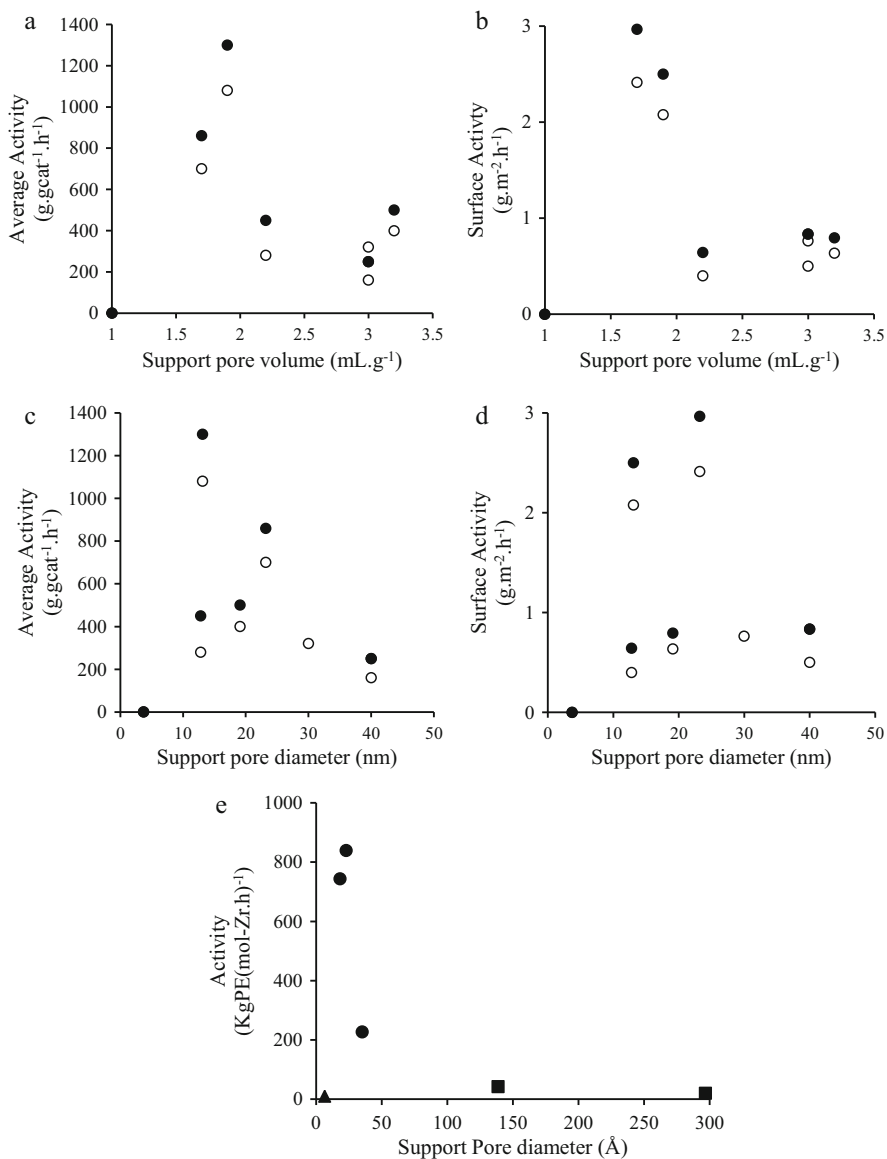 a
1400
1200
1000
800
600
400
200
0
Average Activity
(g.gcat⁻¹.h⁻¹)
1 1.5 2 2.5 3 3.5
Support pore volume (mL.g⁻¹)
b
3
2
1
0
Surface Activty
(g.m⁻².h⁻¹)
1 1.5 2 2.5 3 3.5
Support pore volume (mL.g⁻¹)
c
1400
1200
1000
800
600
400
200
0
Average Activity
(g.gcat⁻¹.h⁻¹)
0 10 20 30 40 50
Support pore diameter (nm)
d
3
2
1
0
Surface Activity
(g.m⁻².h⁻¹)
0 10 20 30 40 50
Support pore diameter (nm)
e
1000
800
600
400
200
0
Activity
(KgPE(mol-Zr.h)⁻¹)
0 50 100 150 200 250 300
Support Pore diameter (Å)